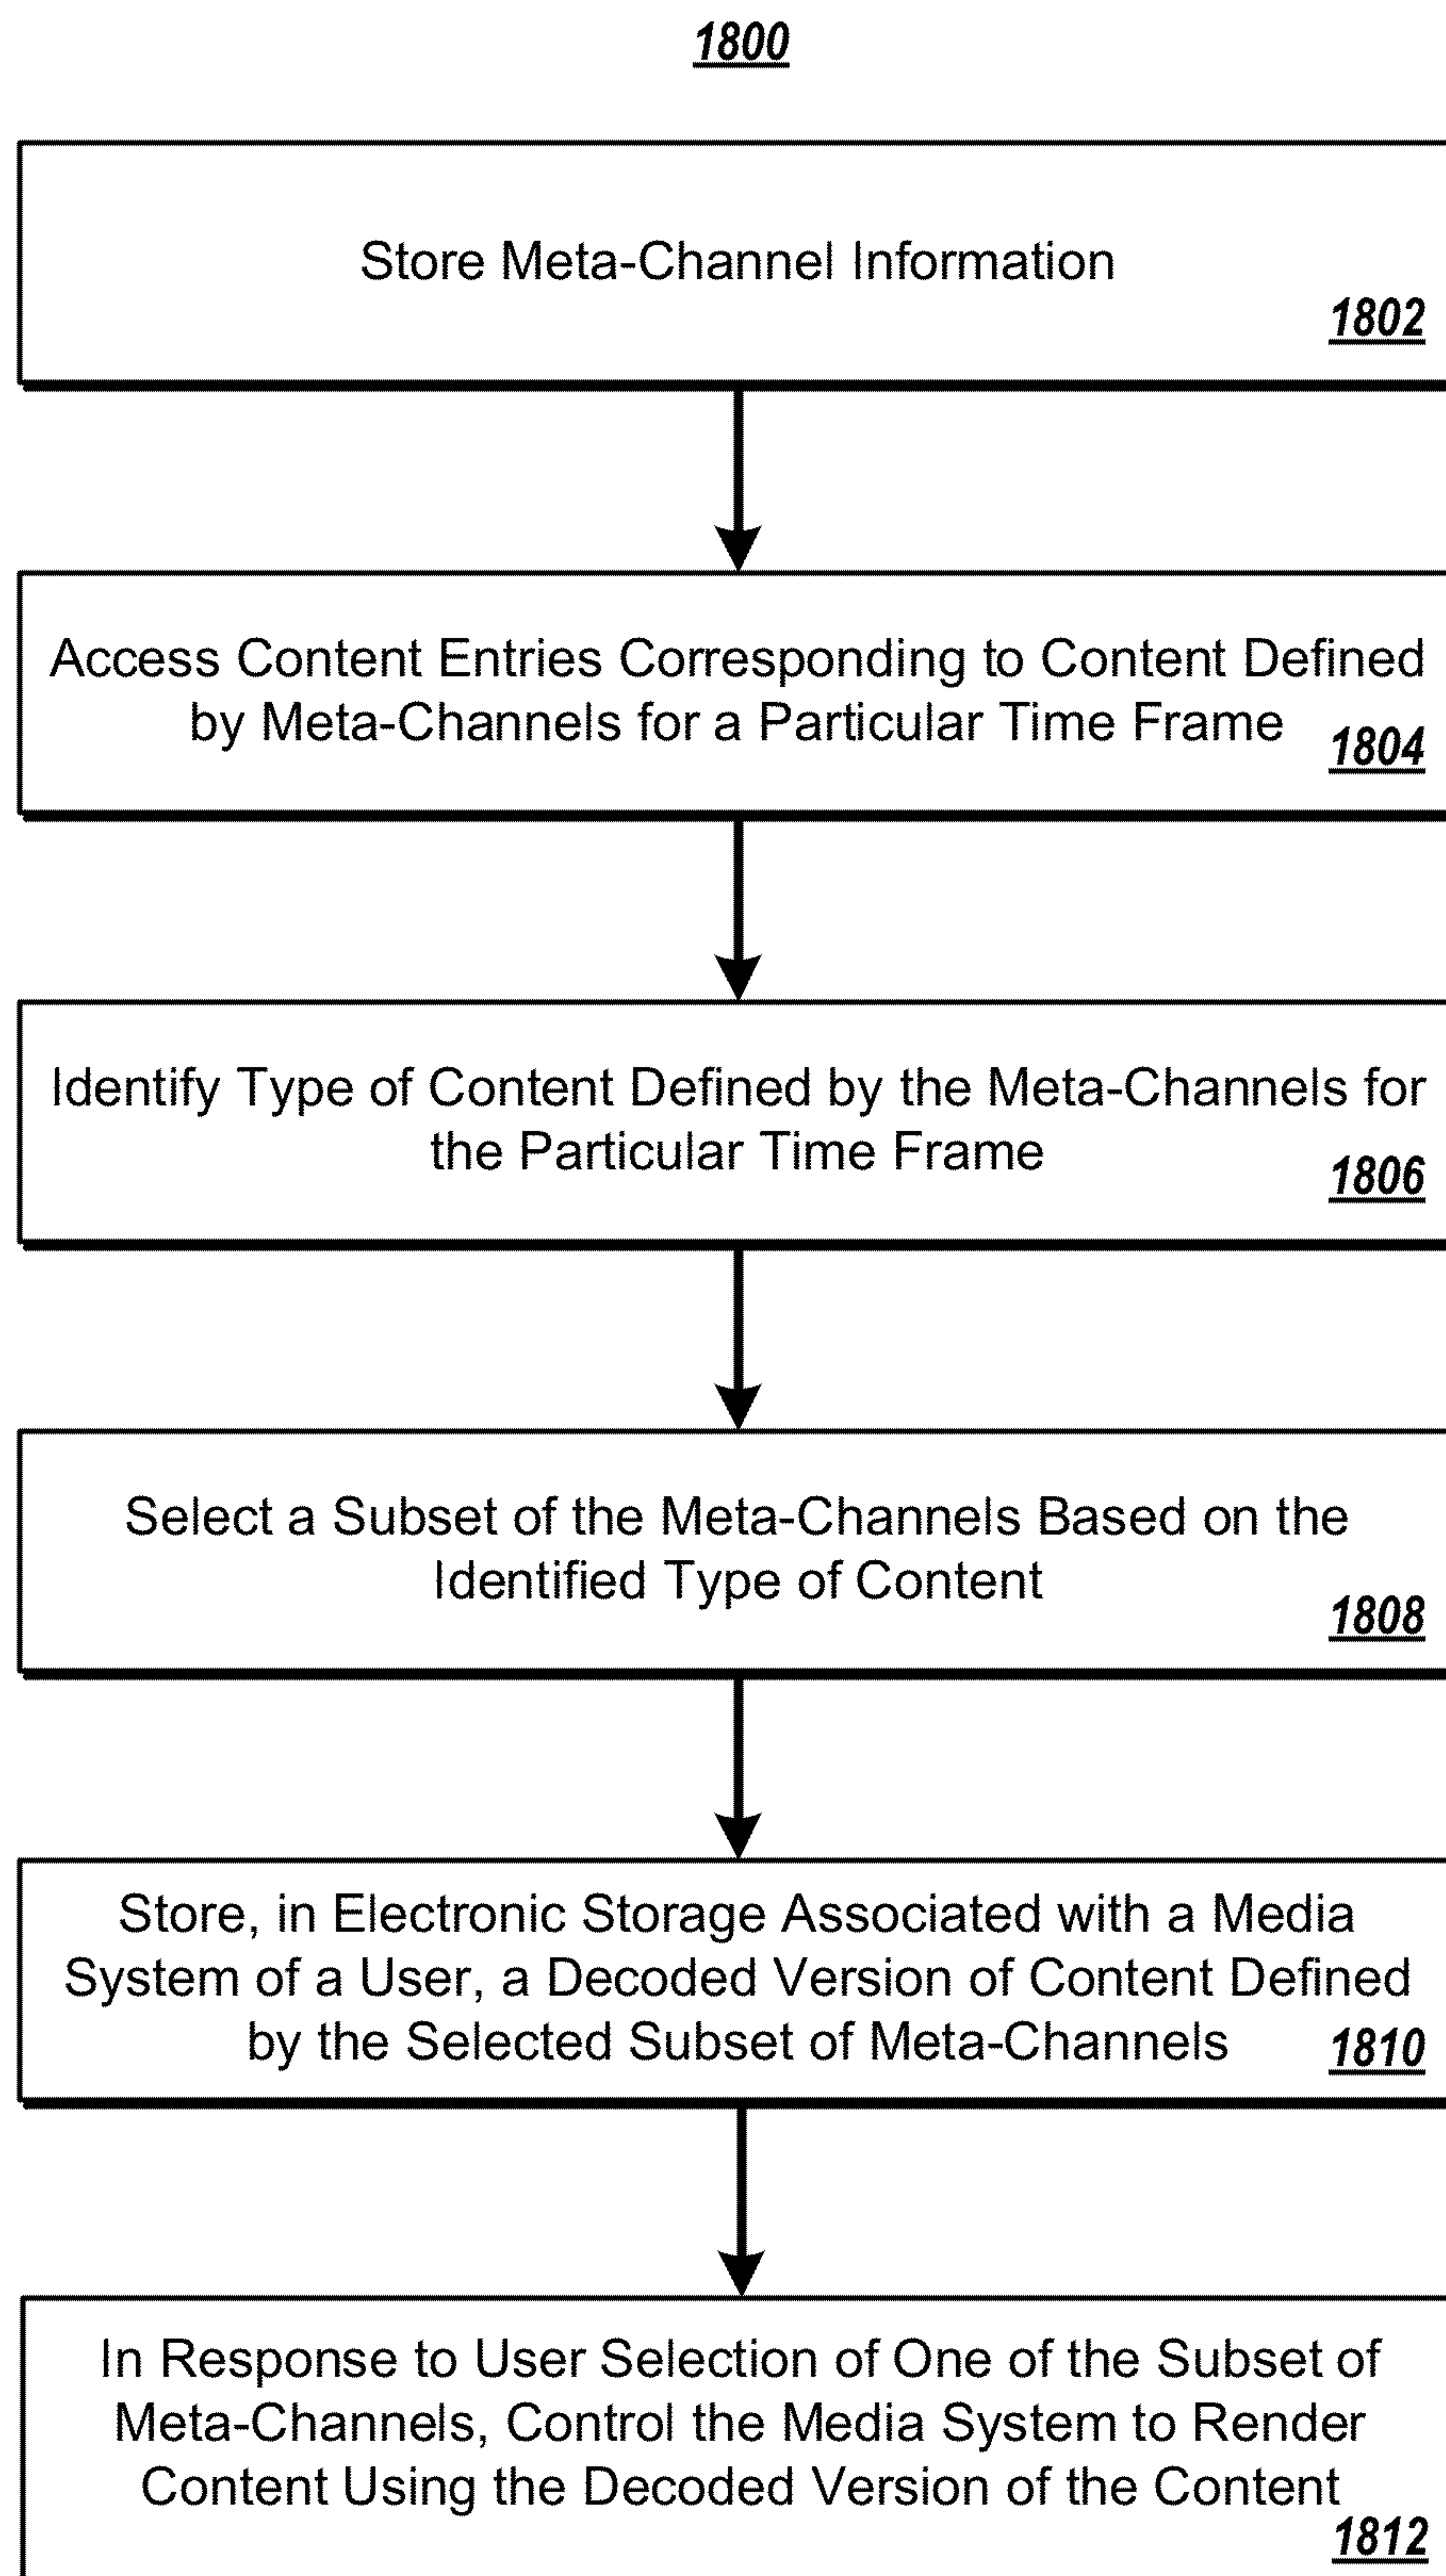 1800
Store Meta-Channel Information
1802
Access Content Entries Corresponding to Content Defined
by Meta-Channels for a Particular Time Frame
1804
Identify Type of Content Defined by the Meta-Channels for
the Particular Time Frame
1806
Select a Subset of the Meta-Channels Based on the
Identified Type of Content
1808
Store, in Electronic Storage Associated with a Media
System of a User, a Decoded Version of Content Defined
by the Selected Subset of Meta-Channels
1810
In Response to User Selection of One of the Subset of
Meta-Channels, Control the Media System to Render
Content Using the Decoded Version of the Content
1812